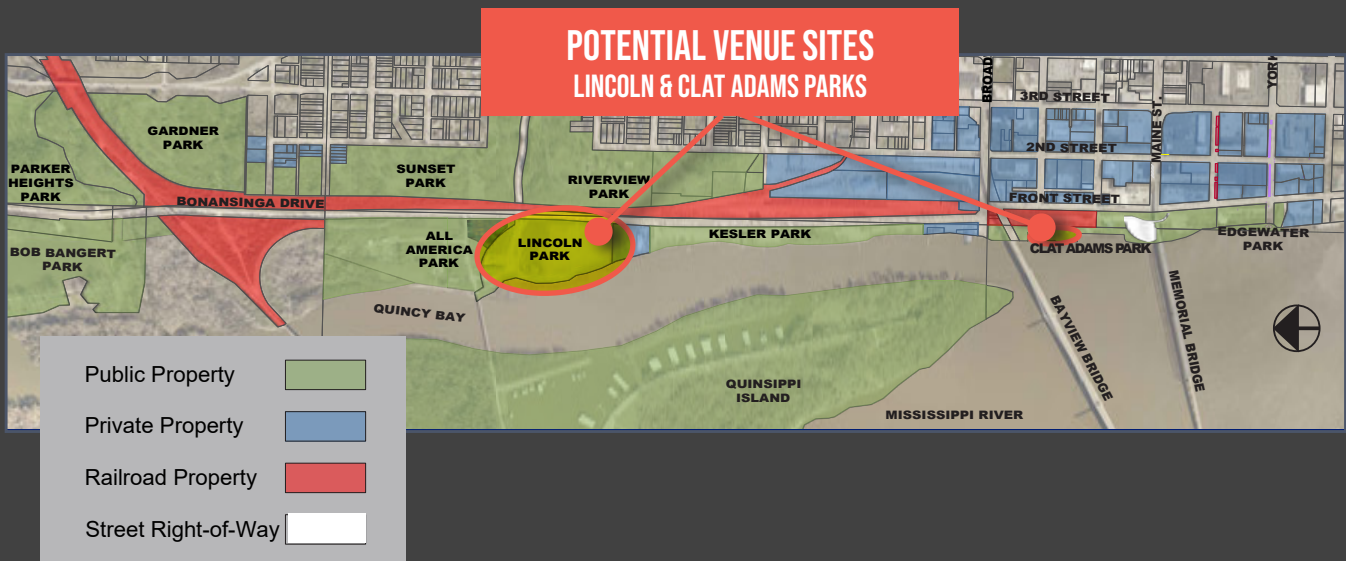 POTENTIAL VENUE SITES
LINCOLN & CLAT ADAMS PARKS
BROAD
3RD STREET
MAINE ST.
YORK
2ND STREET
FRONT STREET
GARDNER
PARK
PARKER
HEIGHTS
PARK
SUNSET
PARK
RIVERVIEW
PARK
BONANSINGA DRIVE
BOB BANGERT
PARK
ALL
AMERICA
PARK
LINCOLN
PARK
KESLER PARK
CLAT ADAMS PARK
EDGEWATER
PARK
QUINCY BAY
BAYVIEW BRIDGE
MEMORIAL BRIDGE
QUINSIPPI
ISLAND
MISSISSIPPI RIVER
Public Property
Private Property
Railroad Property
Street Right-of-Way